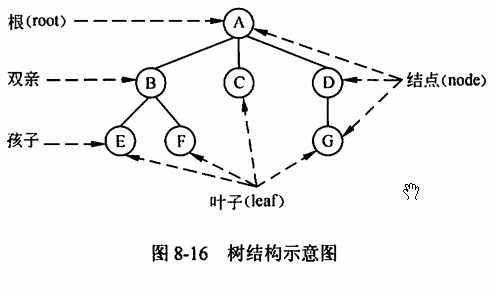 根(root)
A
双亲
B
C
D
结点(node)
孩子
E
F
G
叶子(leaf)
图 8-16 树结构示意图